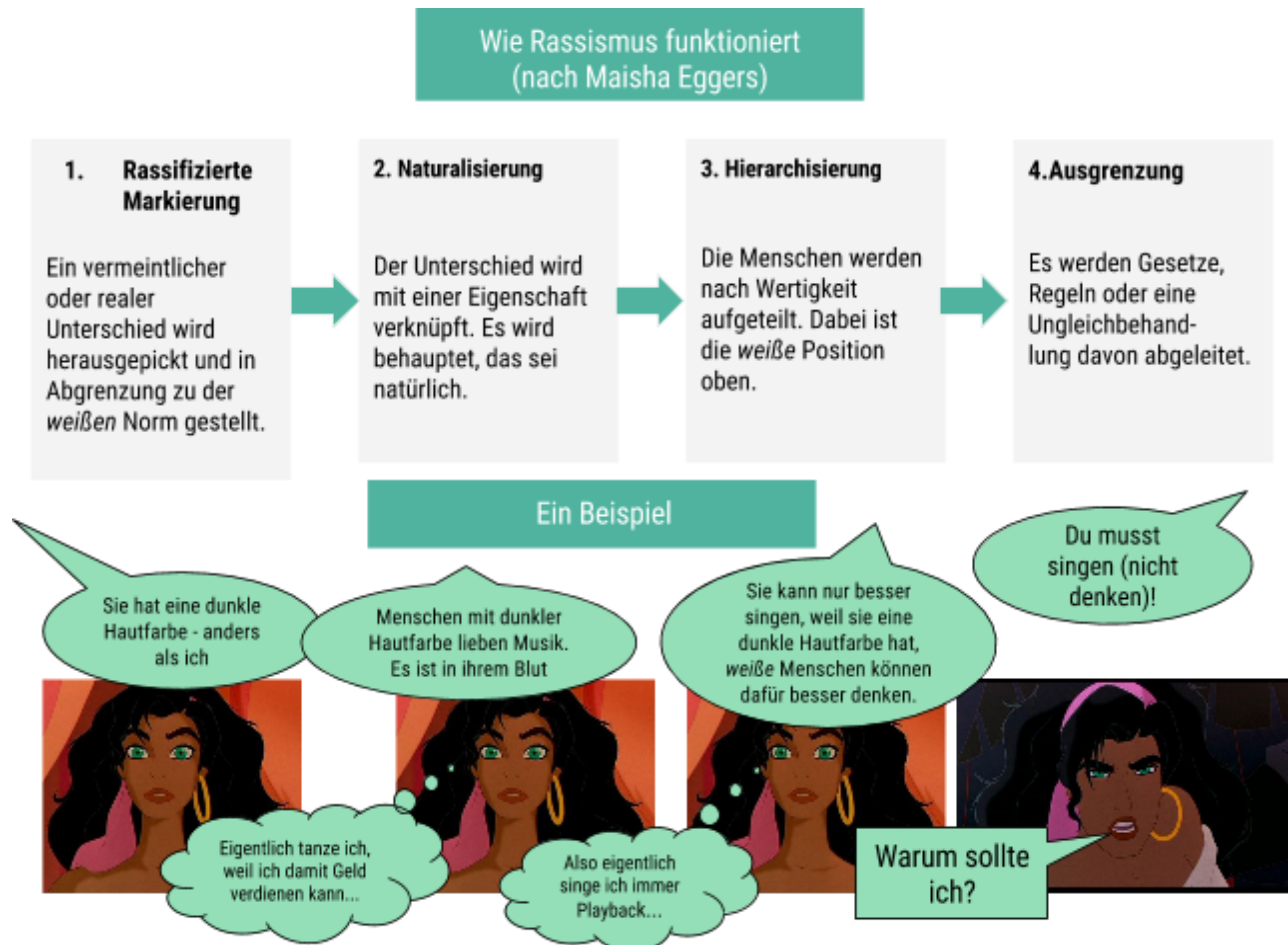 Wie Rassismus funktioniert
(nach Maisha Eggers)
1. Rassifizierte
Markierung
Ein vermeintlicher
oder realer
Unterschied wird
herausgepickt und in
Abgrenzung zu der
weißen Norm gestellt.
2. Naturalisierung
Der Unterschied wird
mit einer Eigenschaft
verknüpft. Es wird
behauptet, das sei
natürlich.
3. Hierarchisierung
Die Menschen werden
nach Wertigkeit
aufgeteilt. Dabei ist
die weiße Position
oben.
4.Ausgrenzung
Es werden Gesetze,
Regeln oder eine
Ungleichbehand-
lung davon abgeleitet.
Ein Beispiel
Sie hat eine dunkle
Hautfarbe - anders
als ich
Menschen mit dunkler
Hautfarbe lieben Musik.
Es ist in ihrem Blut
Sie kann nur besser
singen, weil sie eine
dunkle Hautfarbe hat,
weiße Menschen können
dafür besser denken.
Du musst
singen (nicht
denken)!
Eigentlich tanze ich,
weil ich damit Geld
verdienen kann...
Also eigentlich
singe ich immer
Playback...
Warum sollte
ich?